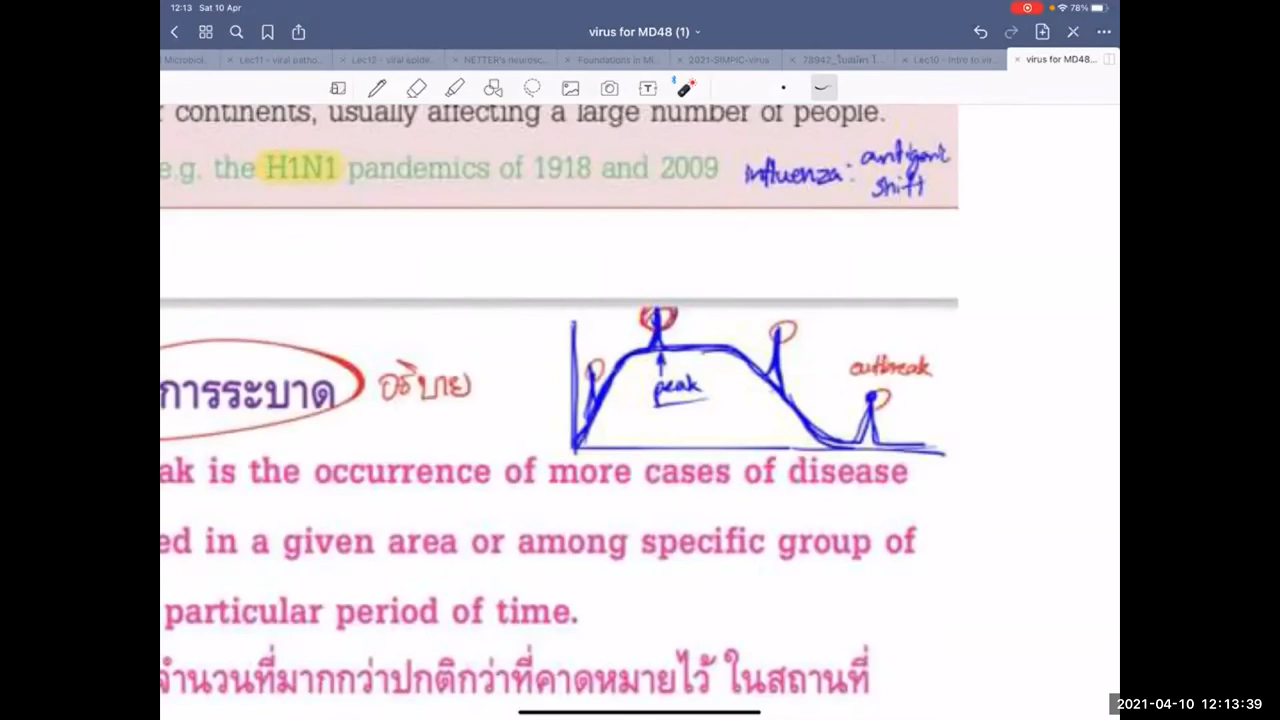 12:13 Sat 10 Apr
78%
virus for MD48 (1)
Microbiol.
Lec11 - viral patho...
Lec12 - viral epide...
NETTER's neurosc...
Foundations in Mi...
2021-SIMPIC-virus
Lec10 - Intro to vir...
virus for MD48...
continents, usually affecting a large number of people.
e.g. the H1N1 pandemics of 1918 and 2009
influenza: antigenic
shift
การระบาด
อธิบาย
peak
outbreak
ak is the occurrence of more cases of disease
ed in a given area or among specific group of
particular period of time.
จำนวนที่มากกว่าปกติกว่าที่คาดหมายไว้ ในสถานที่
2021-04-10 12:13:39